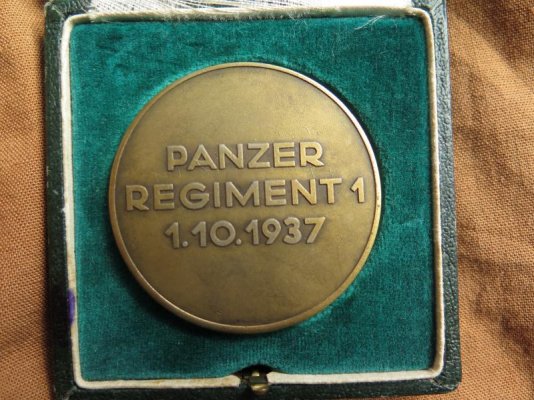 PANZER
REGIMENT 1
1.10.1937